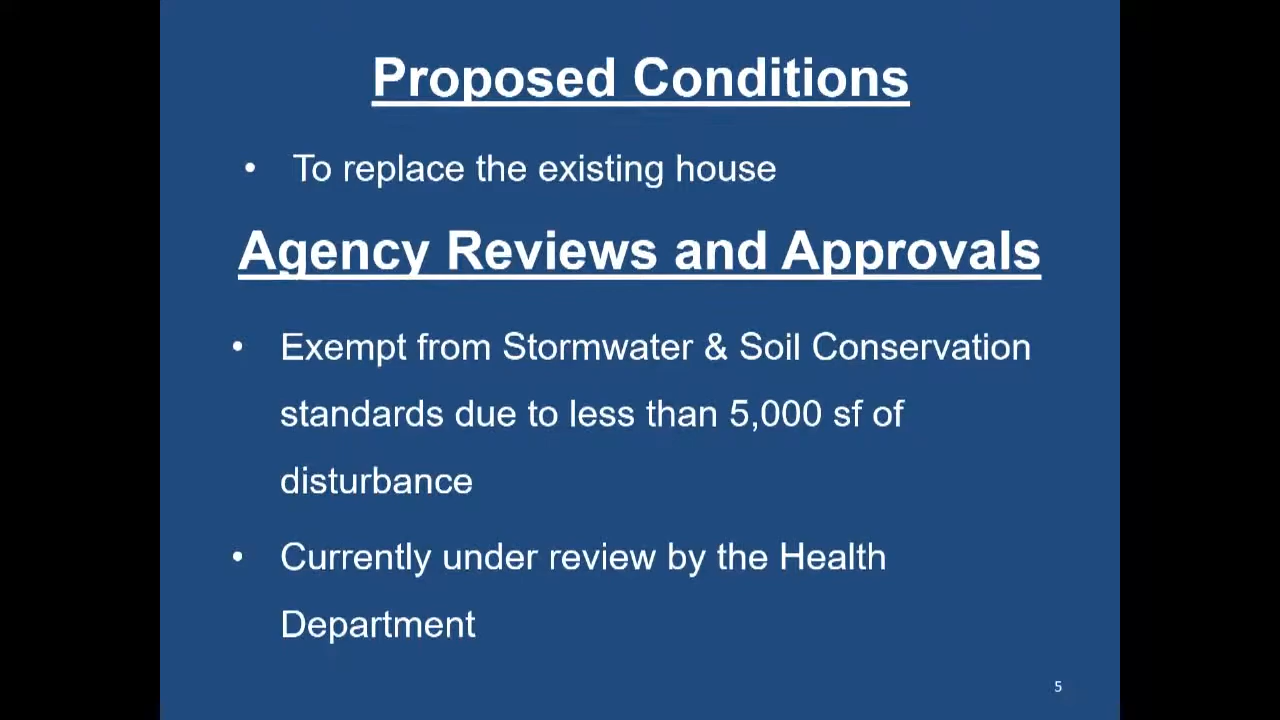 Proposed Conditions
• To replace the existing house
Agency Reviews and Approvals
• Exempt from Stormwater & Soil Conservation
standards due to less than 5,000 sf of
disturbance
• Currently under review by the Health
Department
5